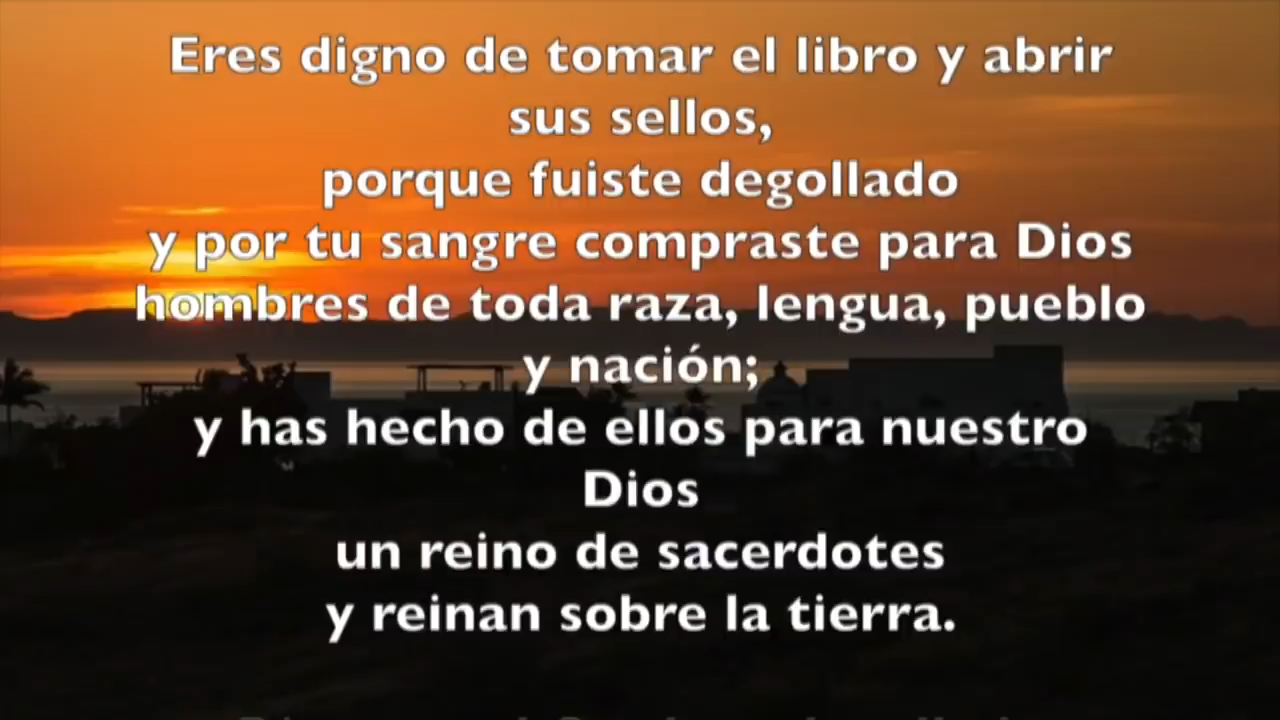 Eres digno de tomar el libro y abrir
sus sellos,
porque fuiste degollado
y por tu sangre compraste para Dios
hombres de toda raza, lengua, pueblo
y nación;
y has hecho de ellos para nuestro
Dios
un reino de sacerdotes
y reinan sobre la tierra.